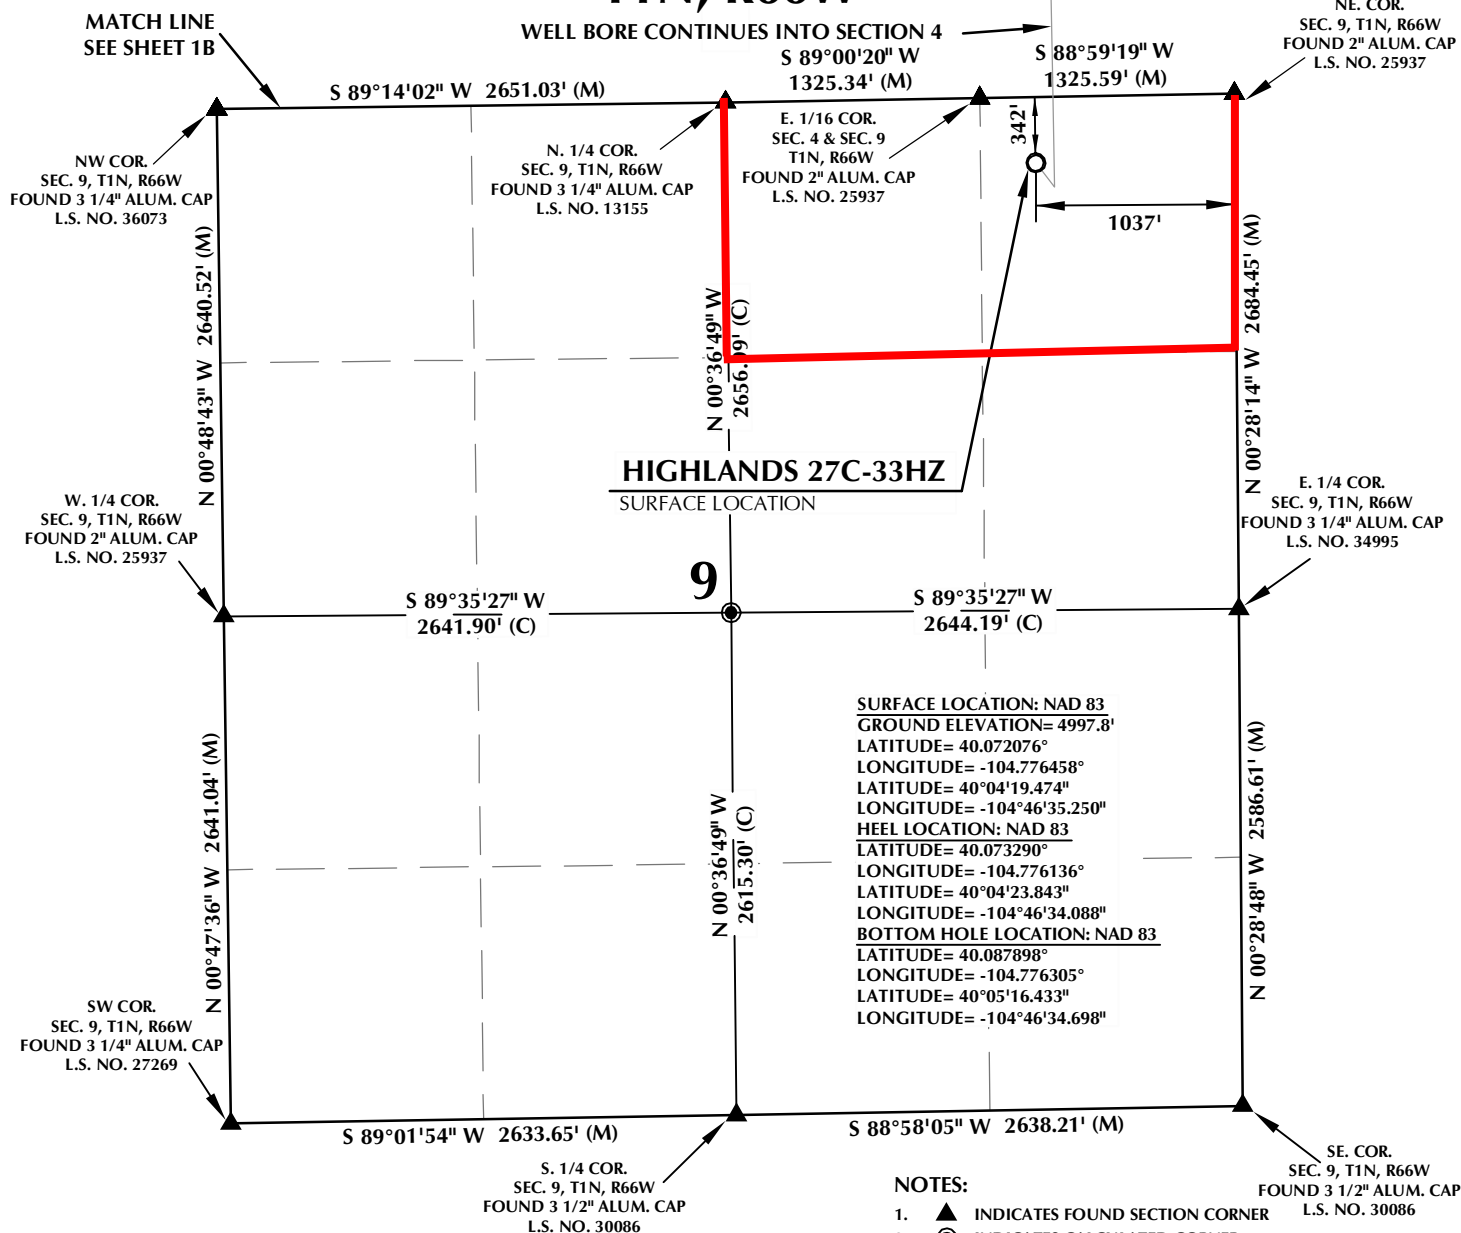 MATCH LINE
SEE SHEET 1B
WELL BORE CONTINUES INTO SECTION 4
NE. COR.
SEC. 9, T1N, R66W
FOUND 2" ALUM. CAP
L.S. NO. 25937
S 89°14'02" W 2651.03' (M)
S 89°00'20" W
1325.34' (M)
S 88°59'19" W
1325.59' (M)
NW COR.
SEC. 9, T1N, R66W
FOUND 3 1/4" ALUM. CAP
L.S. NO. 36073
N. 1/4 COR.
SEC. 9, T1N, R66W
FOUND 3 1/4" ALUM. CAP
L.S. NO. 13155
E. 1/16 COR.
SEC. 4 & SEC. 9
T1N, R66W
FOUND 2" ALUM. CAP
L.S. NO. 25937
342'
1037'
N 00°48'43" W 2640.52' (M)
N 00°36'49" W
(C)
N 00°28'14" W 2684.45' (M)
HIGHLANDS 27C-33HZ
SURFACE LOCATION
W. 1/4 COR.
SEC. 9, T1N, R66W
FOUND 2" ALUM. CAP
L.S. NO. 25937
E. 1/4 COR.
SEC. 9, T1N, R66W
FOUND 3 1/4" ALUM. CAP
L.S. NO. 34995
9
S 89°35'27" W
2641.90' (C)
S 89°35'27" W
2644.19' (C)
SURFACE LOCATION: NAD 83
GROUND ELEVATION= 4997.8'
LATITUDE= 40.072076°
LONGITUDE= -104.776458°
LATITUDE= 40°04'19.474"
LONGITUDE= -104°46'35.250"
HEEL LOCATION: NAD 83
LATITUDE= 40.073290°
LONGITUDE= -104.776136°
LATITUDE= 40°04'23.843"
LONGITUDE= -104°46'34.088"
BOTTOM HOLE LOCATION: NAD 83
LATITUDE= 40.087898°
LONGITUDE= -104.776305°
LATITUDE= 40°05'16.433"
LONGITUDE= -104°46'34.698"
N 00°47'36" W 2641.04' (M)
N 00°36'49" W
2615.30' (C)
N 00°28'48" W 2586.61' (M)
SW COR.
SEC. 9, T1N, R66W
FOUND 3 1/4" ALUM. CAP
L.S. NO. 27269
S 89°01'54" W 2633.65' (M)
S 88°58'05" W 2638.21' (M)
S. 1/4 COR.
SEC. 9, T1N, R66W
FOUND 3 1/2" ALUM. CAP
L.S. NO. 30086
SE. COR.
SEC. 9, T1N, R66W
FOUND 3 1/2" ALUM. CAP
L.S. NO. 30086
NOTES:
1. INDICATES FOUND SECTION CORNER